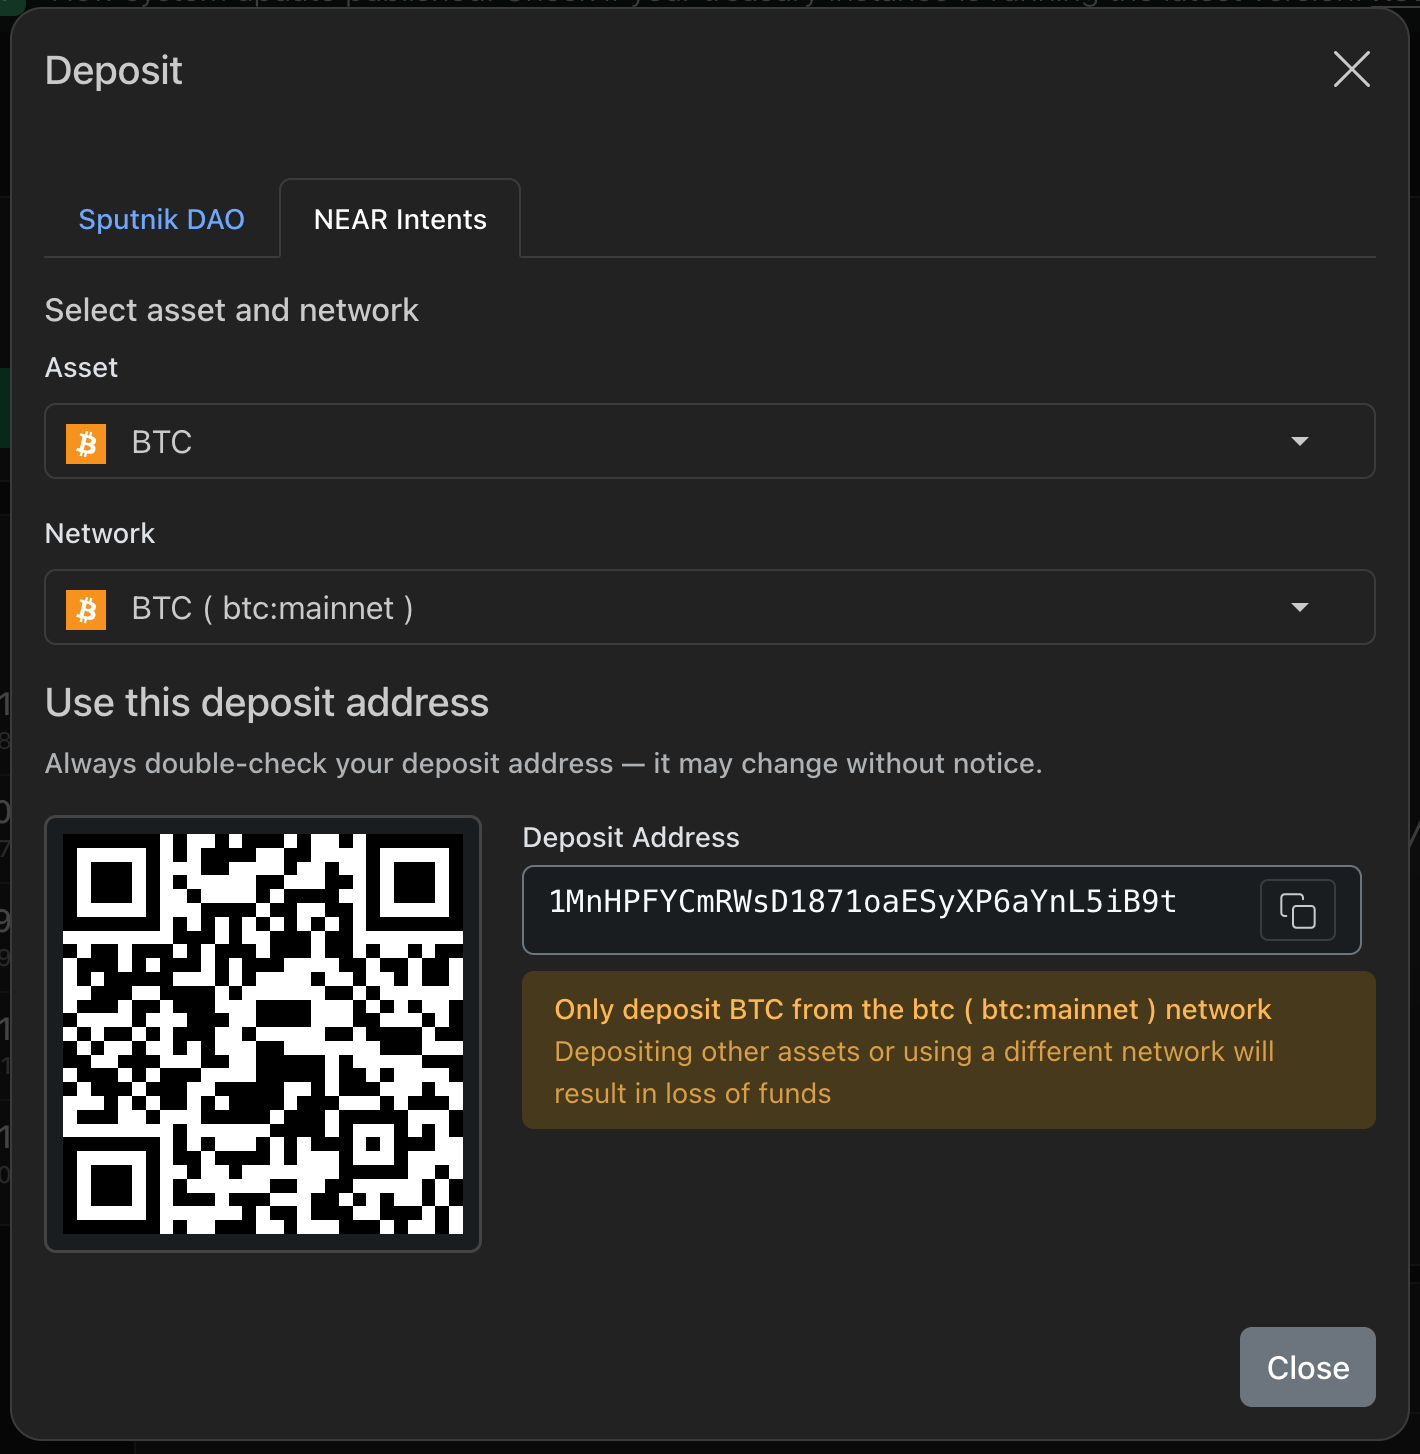 Deposit
Sputnik DAO
NEAR Intents
Select asset and network
Asset
BTC
Network
BTC ( btc:mainnet )
Use this deposit address
Always double-check your deposit address — it may change without notice.
Deposit Address
1MnHPFYCmRWsD1871oaESyXP6aYnL5iB9t
Only deposit BTC from the btc ( btc:mainnet ) network
Depositing other assets or using a different network will
result in loss of funds
Close